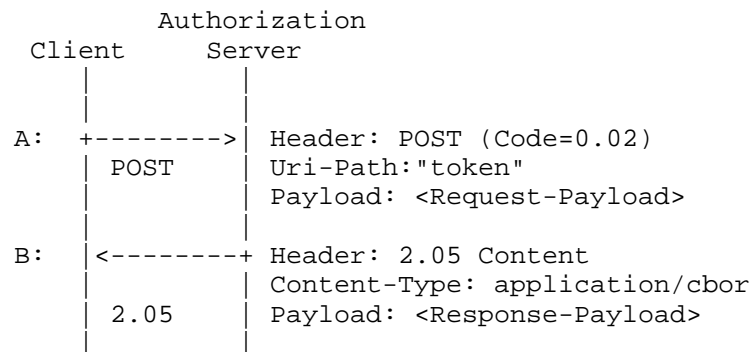 Authorization
Client Server
A: +-------->| Header: POST (Code=0.02)
POST Uri-Path:"token"
Payload: <Request-Payload>
B: |<--------+ Header: 2.05 Content
Content-Type: application/cbor
2.05 Payload: <Response-Payload>